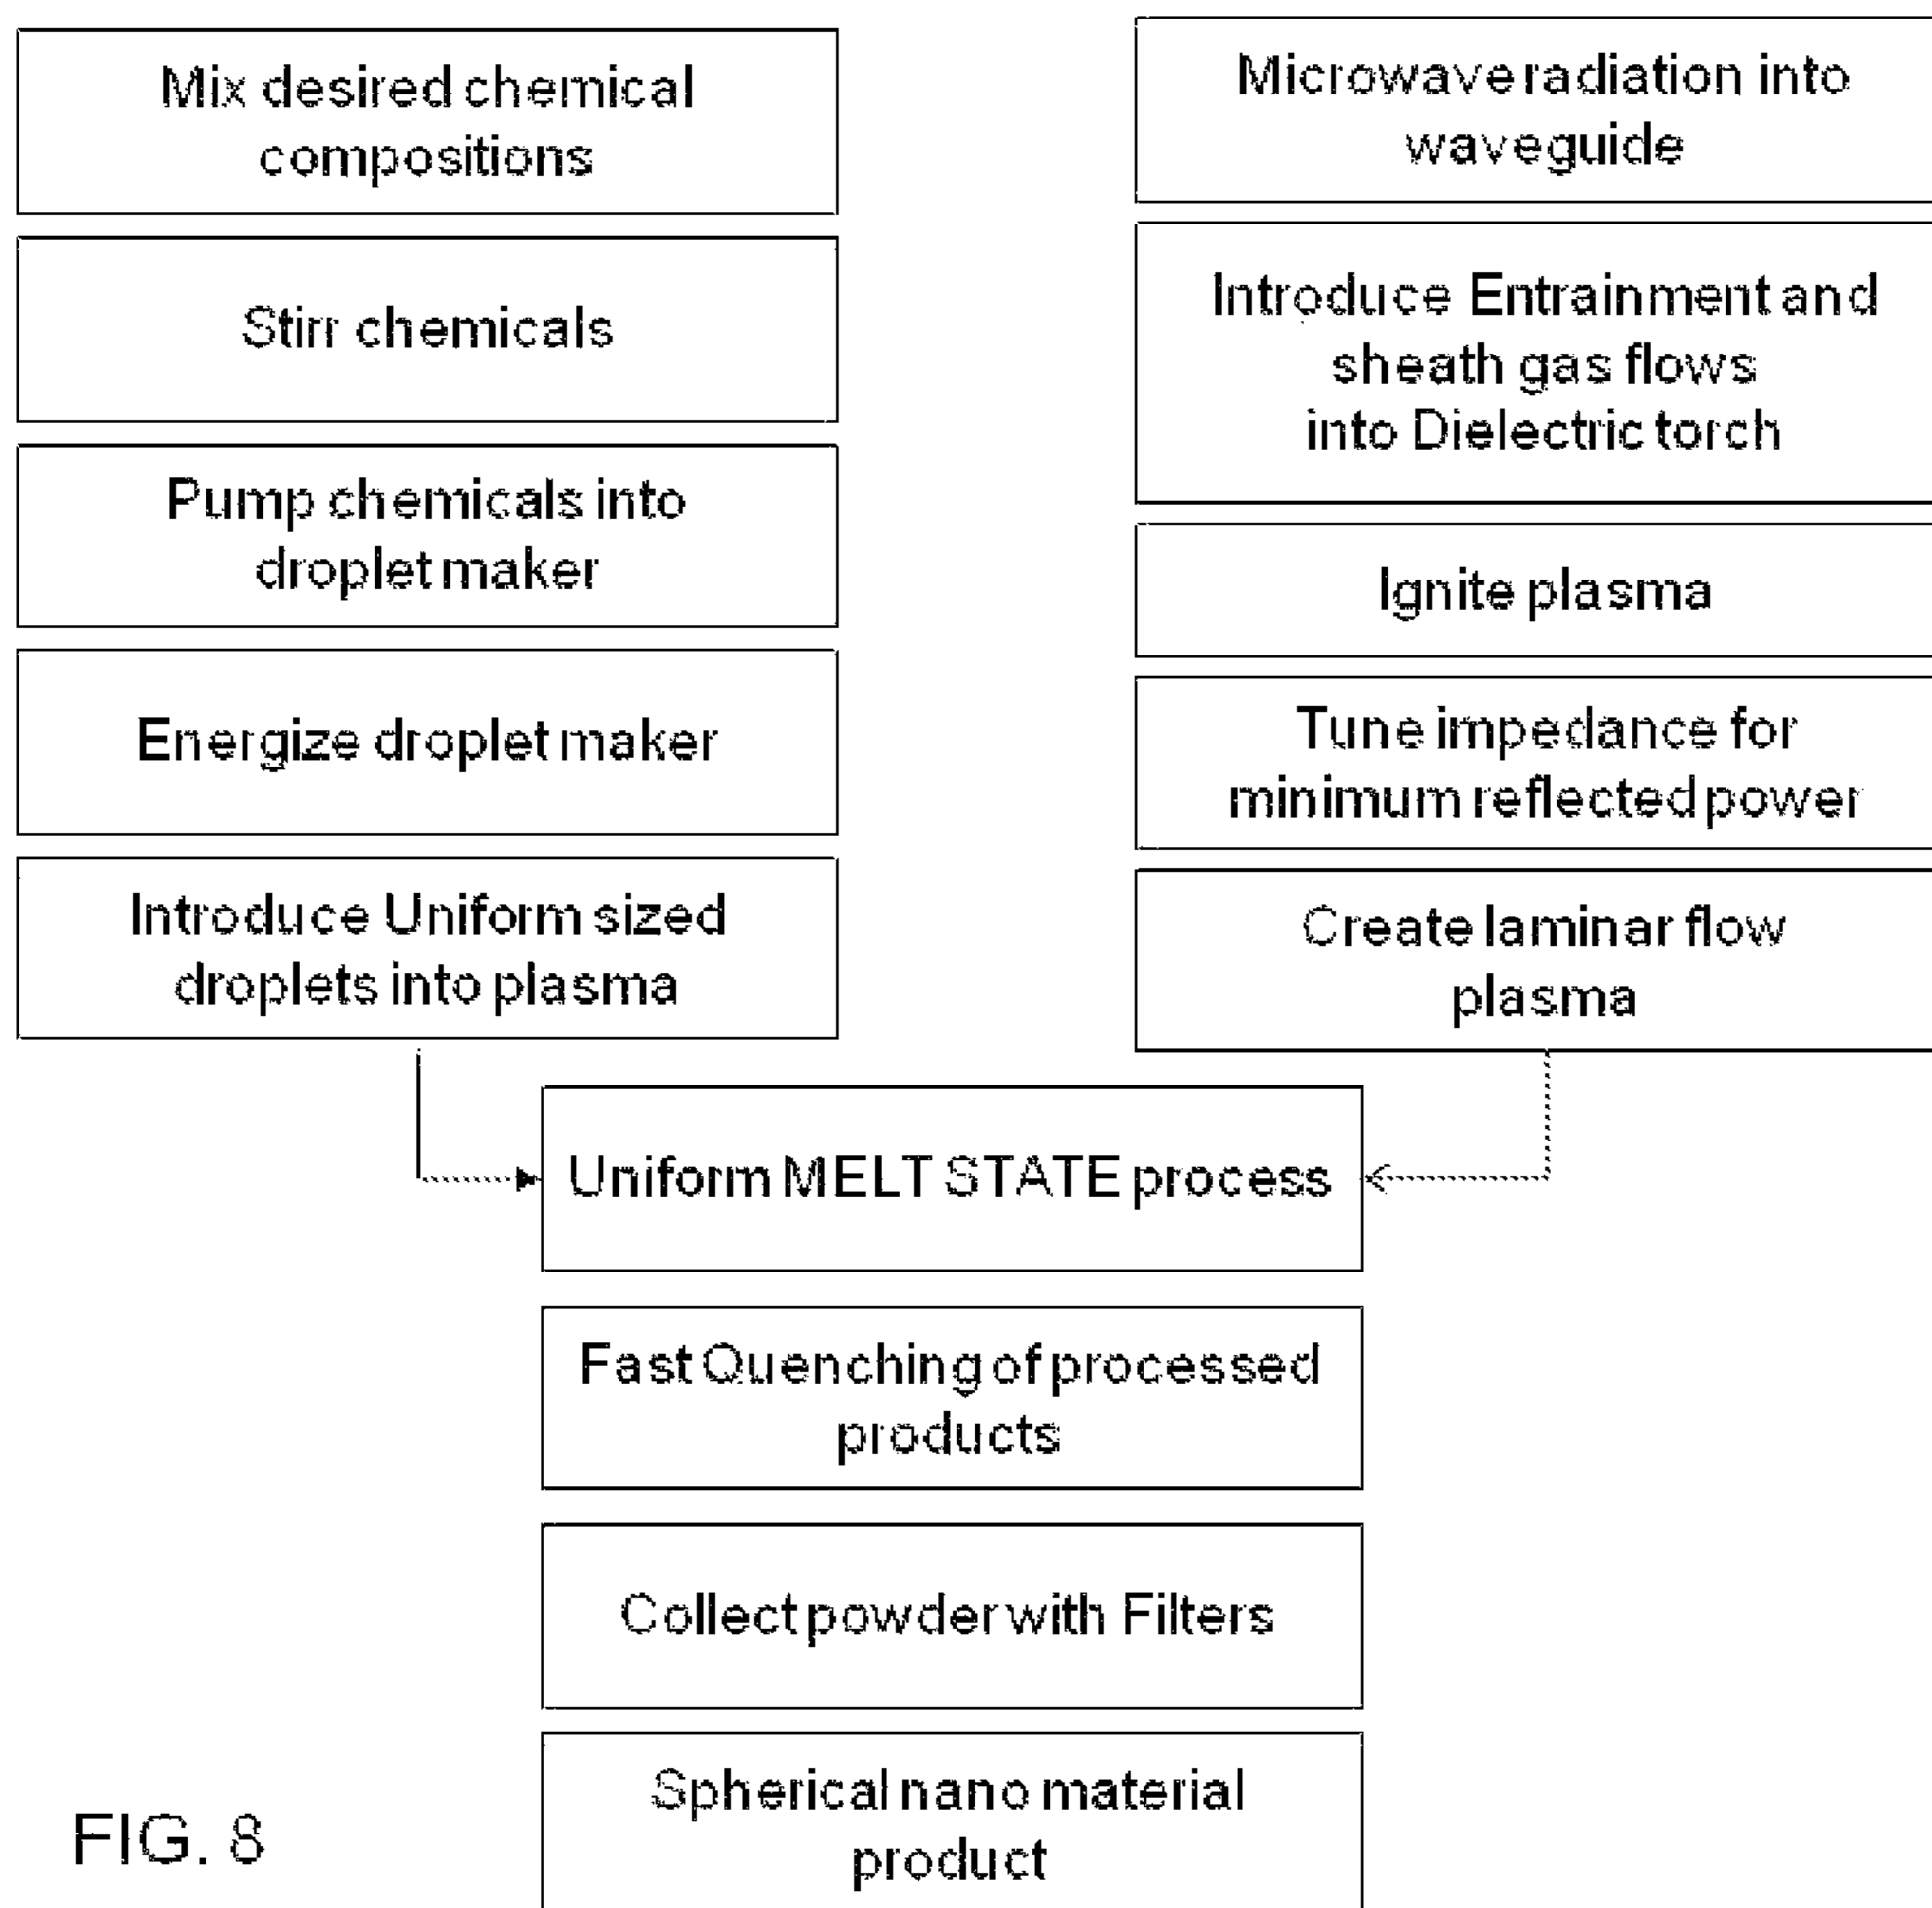 Mix desired chemical
compositions
Stirr chemicals
Pump chemicals into
droplet maker
Energize droplet maker
Introduce Uniform sized
droplets into plasma
Microwave radiation into
waveguide
Introduce Entrainment and
sheath gas flows
into Dielectric torch
Ignite plasma
Tune impedance for
minimum reflected power
Create laminar flow
plasma
Uniform MELT STATE process
Fast Quenching of processed
products
Collect powder with Filters
Spherical nano material
product
FIG. 8